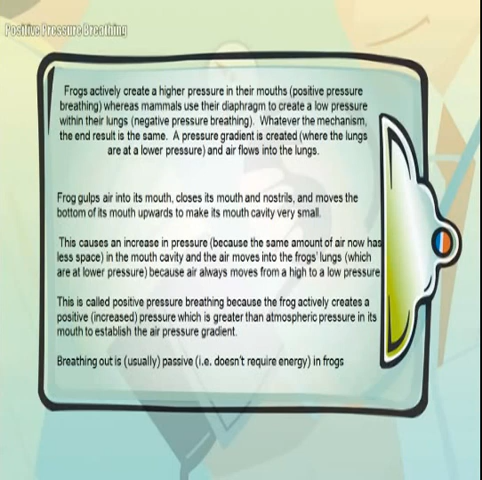 Positive Pressure Breathing
Frogs actively create a higher pressure in their mouths (positive pressure
breathing) whereas mammals use their diaphragm to create a low pressure
within their lungs (negative pressure breathing). Whatever the mechanism,
the end result is the same. A pressure gradient is created (where the lungs
are at a lower pressure) and air flows into the lungs.
Frog gulps air into its mouth, closes its mouth and nostrils, and moves the
bottom of its mouth upwards to make its mouth cavity very small.
This causes an increase in pressure (because the same amount of air now has
less space) in the mouth cavity and the air moves into the frogs' lungs (which
are at lower pressure) because air always moves from a high to a low pressure
This is called positive pressure breathing because the frog actively creates a
positive (increased) pressure which is greater than atmospheric pressure in its
mouth to establish the air pressure gradient.
Breathing out is (usually) passive (i.e. doesn't require energy) in frogs